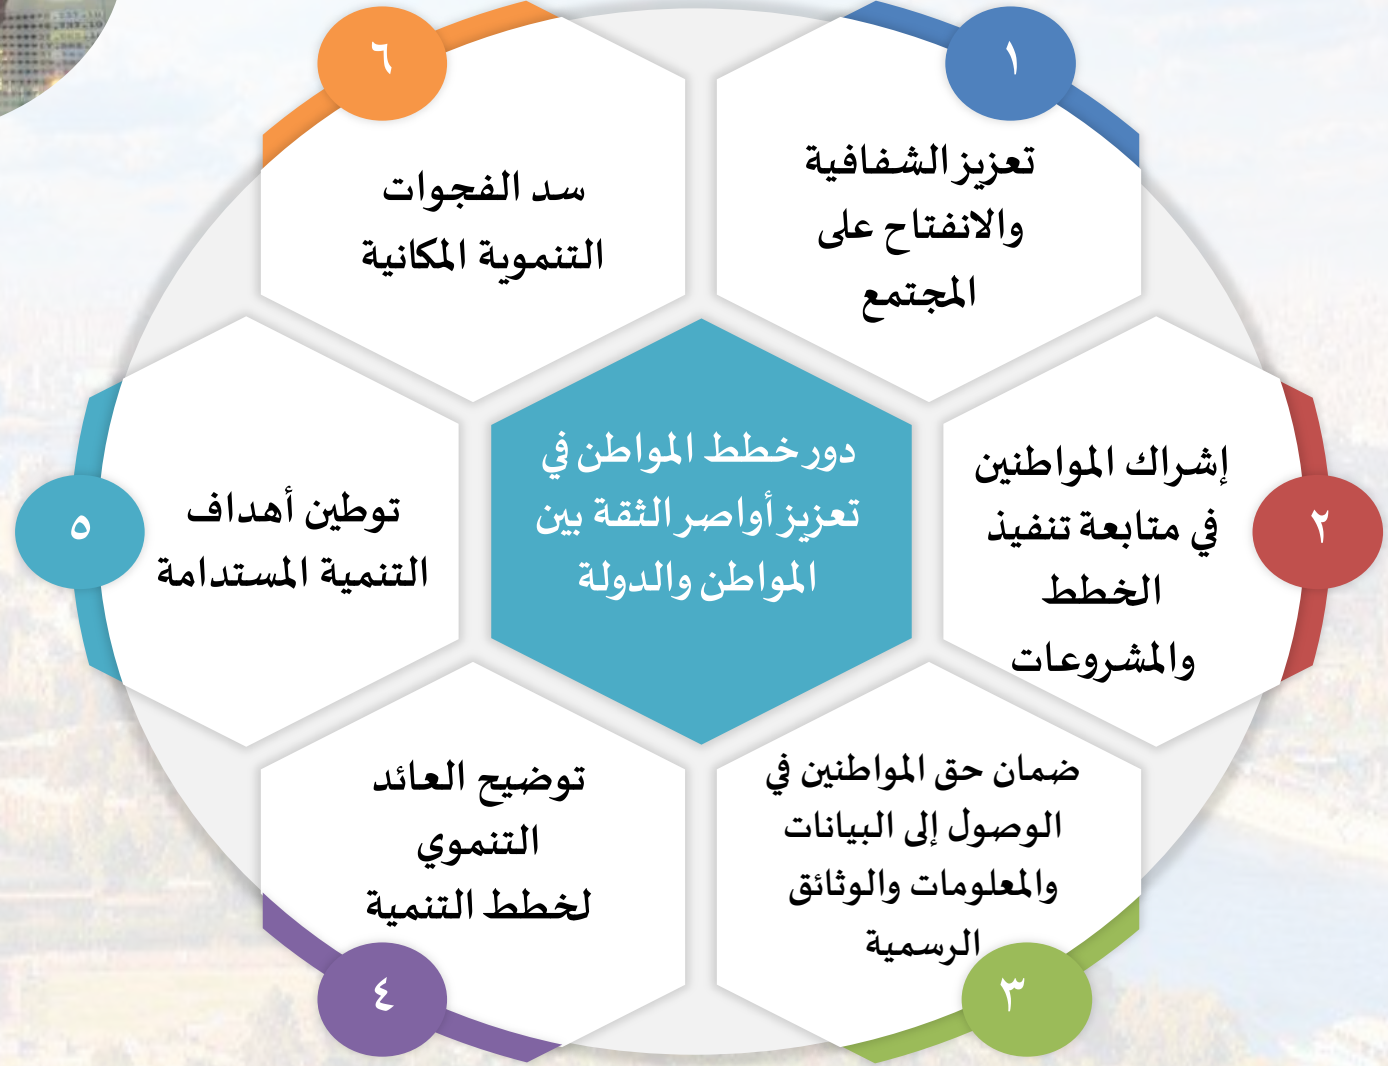 دور خطط المواطن في
تعزيز أواصر الثقة بين
المواطن والدولة
١
تعزيز الشفافية
والانفتاح على
المجتمع
٢
إشراك المواطنين
في متابعة تنفيذ
الخطط
والمشروعات
٣
ضمان حق المواطنين في
الوصول إلى البيانات
والمعلومات والوثائق
الرسمية
٤
توضيح العائد
التنموي
لخطط التنمية
٥
توطين أهداف
التنمية المستدامة
٦
سد الفجوات
التنموية المكانية